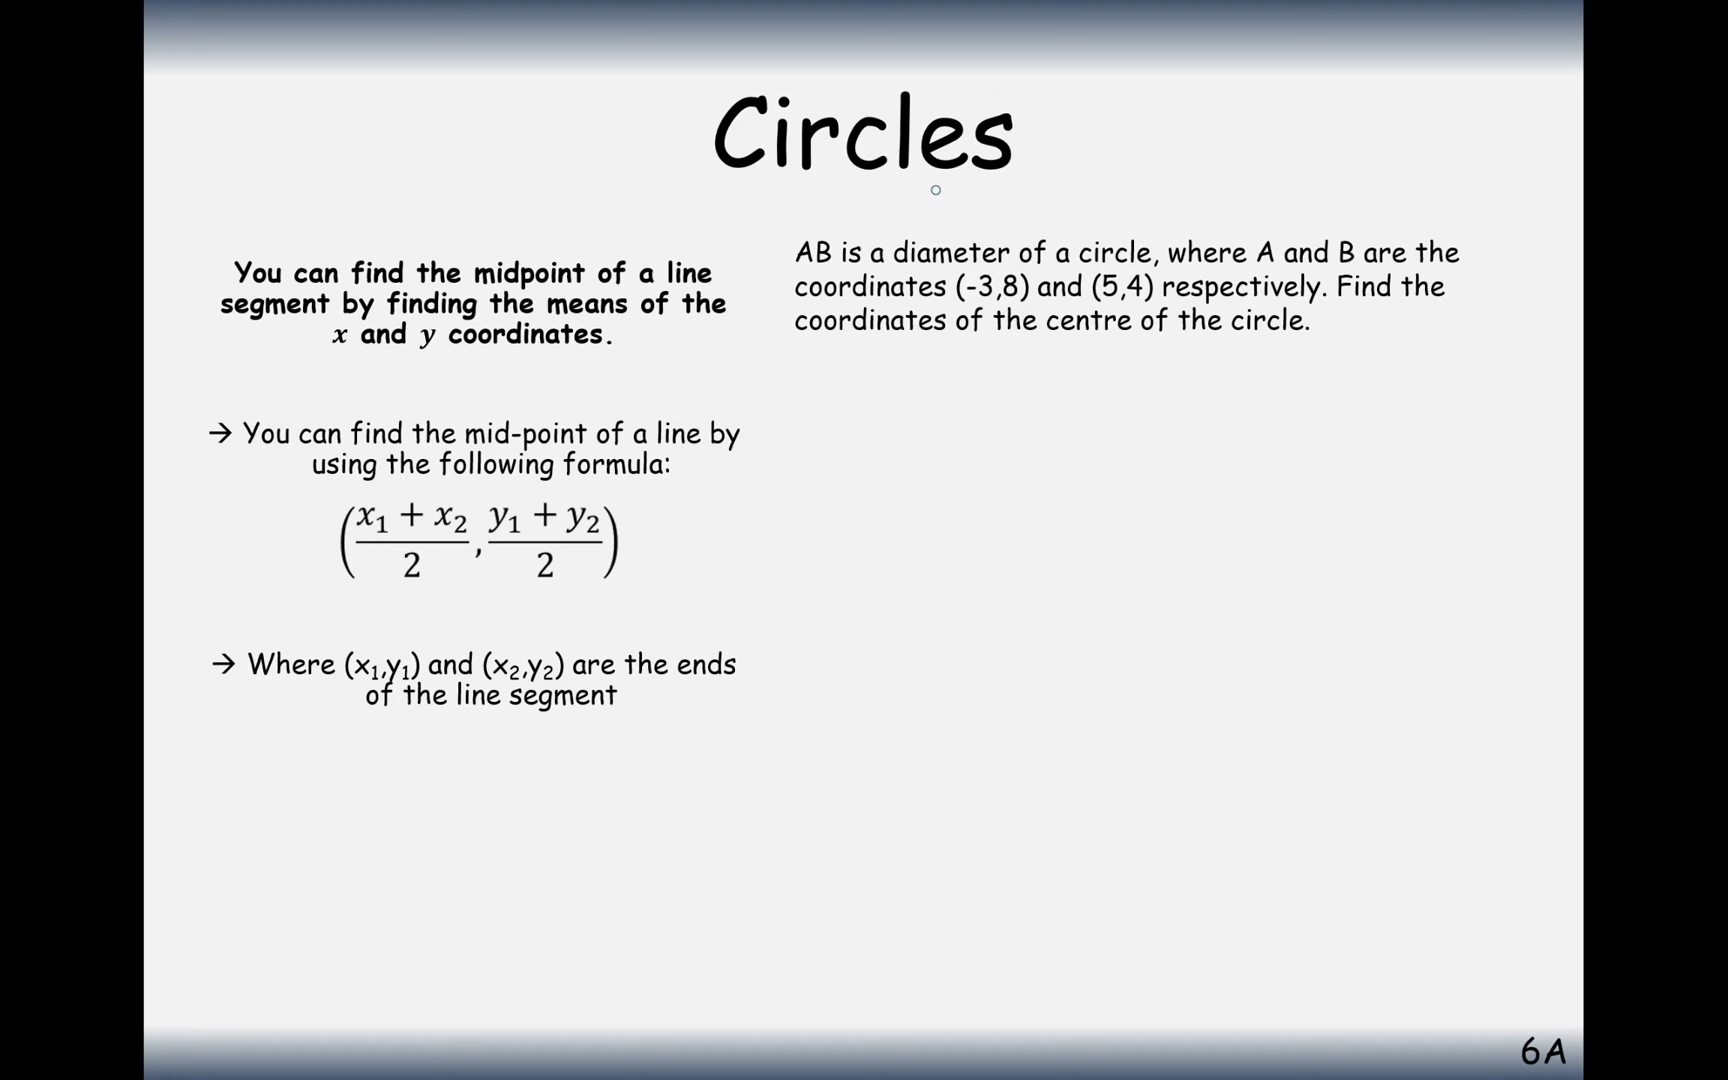 Circles
You can find the midpoint of a line
segment by finding the means of the
x and y coordinates.
→ You can find the mid-point of a line by
using the following formula:
(x₁ + x₂ / 2, y₁ + y₂ / 2)
→ Where (x₁,y₁) and (x₂,y₂) are the ends
of the line segment
AB is a diameter of a circle, where A and B are the
coordinates (-3,8) and (5,4) respectively. Find the
coordinates of the centre of the circle.
6A